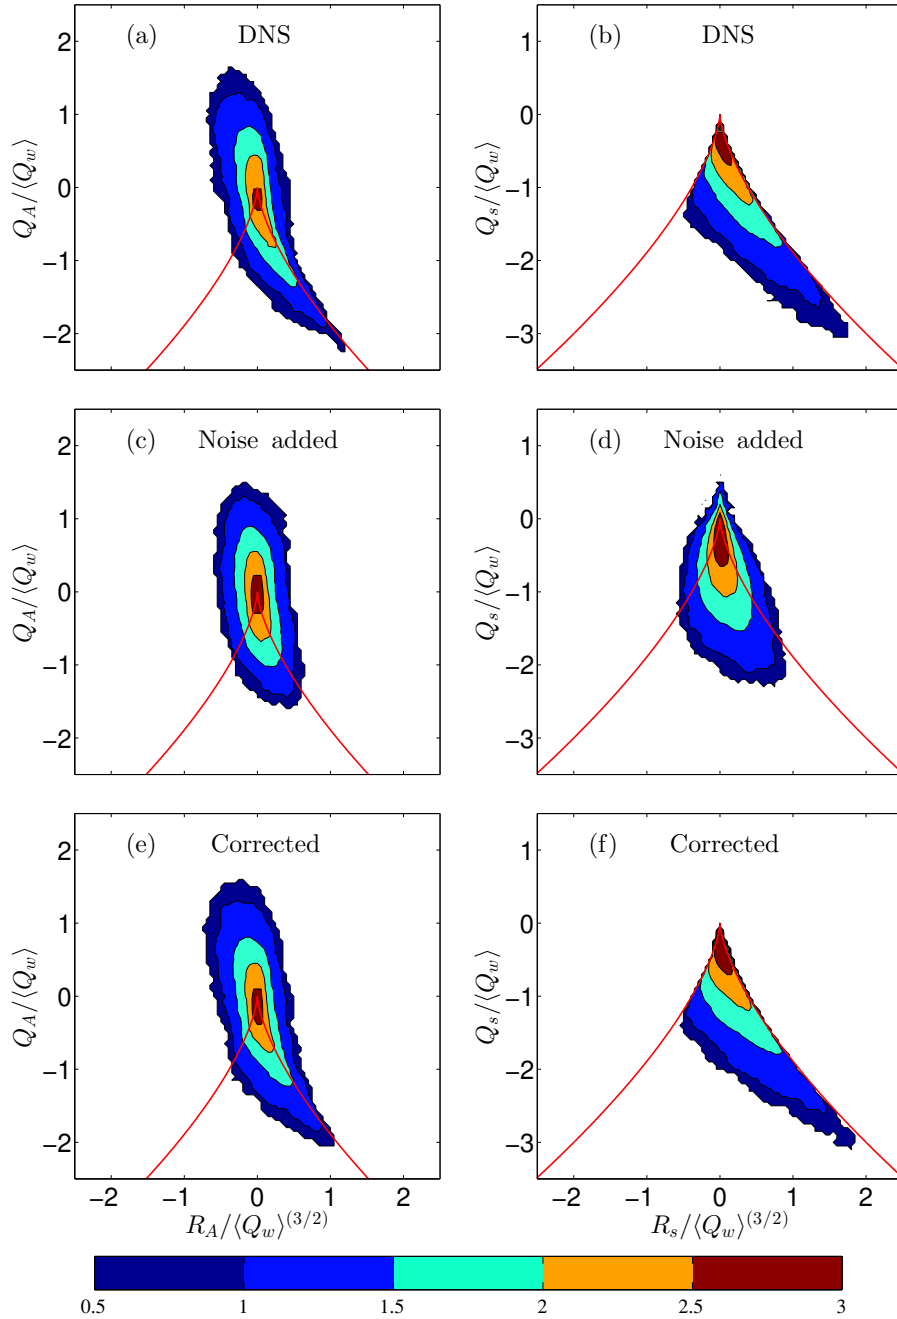 (a) DNS
2
1
0
−1
−2
Q_A/⟨Q_w⟩
(b) DNS
1
0
−1
−2
−3
Q_s/⟨Q_w⟩
(c) Noise added
2
1
0
−1
−2
Q_A/⟨Q_w⟩
(d) Noise added
1
0
−1
−2
−3
Q_s/⟨Q_w⟩
(e) Corrected
2
1
0
−1
−2
Q_A/⟨Q_w⟩
−2 −1 0 1 2
R_A/⟨Q_w⟩^(3/2)
(f) Corrected
1
0
−1
−2
−3
Q_s/⟨Q_w⟩
−2 −1 0 1 2
R_s/⟨Q_w⟩^(3/2)
0.5 1 1.5 2 2.5 3